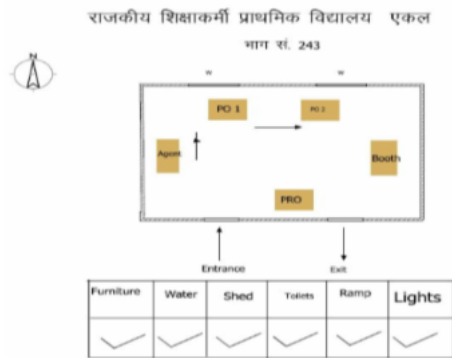 राजकीय शिक्षाकर्मी प्राथमिक विद्यालय एकल
भाग सं. 243
N
W W
PO 1 PO 2
Agent Booth
PRO
Entrance Exit
Furniture Water Shed Toilets Ramp Lights